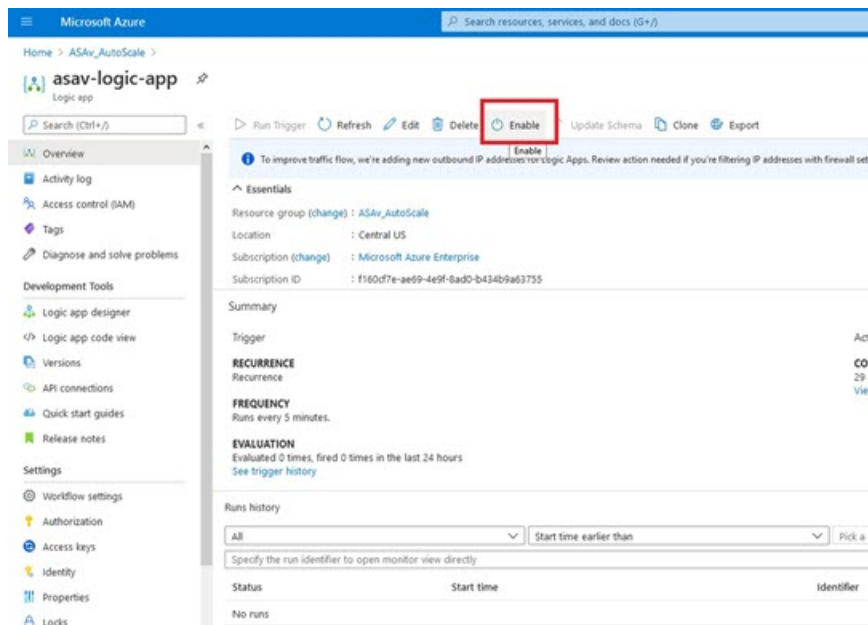 Microsoft Azure
Search resources, services, and docs (G+/)
Home > ASAv_AutoScale >
asav-logic-app
Logic app
Search (Ctrl+/)
«
Run Trigger Refresh Edit Delete Enable Update Schema Clone Export
Enable
Overview
Activity log
Access control (IAM)
Tags
Diagnose and solve problems
Development Tools
Logic app designer
</> Logic app code view
Versions
API connections
Quick start guides
Release notes
Settings
Workflow settings
Authorization
Access keys
Identity
Properties
Locks
To improve traffic flow, we're adding new outbound IP addresses for Logic Apps. Review action needed if you're filtering IP addresses with firewall set
Essentials
Resource group (change) : ASAv_AutoScale
Location : Central US
Subscription (change) : Microsoft Azure Enterprise
Subscription ID : f160cf7e-ae69-4e9f-8ad0-b434b9a63755
Summary
Trigger
Act
RECURRENCE
CO
Recurrence
29
Vie
FREQUENCY
Runs every 5 minutes.
EVALUATION
Evaluated 0 times, fired 0 times in the last 24 hours
See trigger history
Runs history
All
Start time earlier than
Pick a
Specify the run identifier to open monitor view directly
Status Start time Identifier
No runs